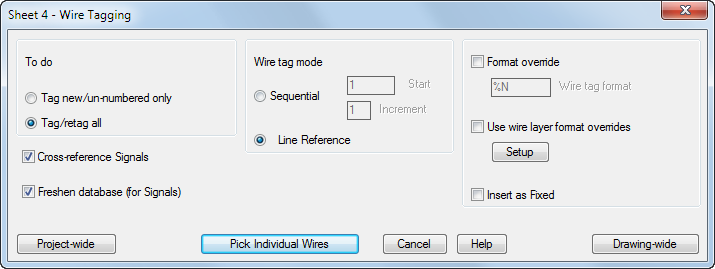 Sheet 4 - Wire Tagging
To do
Tag new/un-numbered only
Tag/retag all
Cross-reference Signals
Freshen database (for Signals)
Wire tag mode
Sequential
1 Start
1 Increment
Line Reference
Format override
%N Wire tag format
Use wire layer format overrides
Setup
Insert as Fixed
Project-wide Pick Individual Wires Cancel Help Drawing-wide